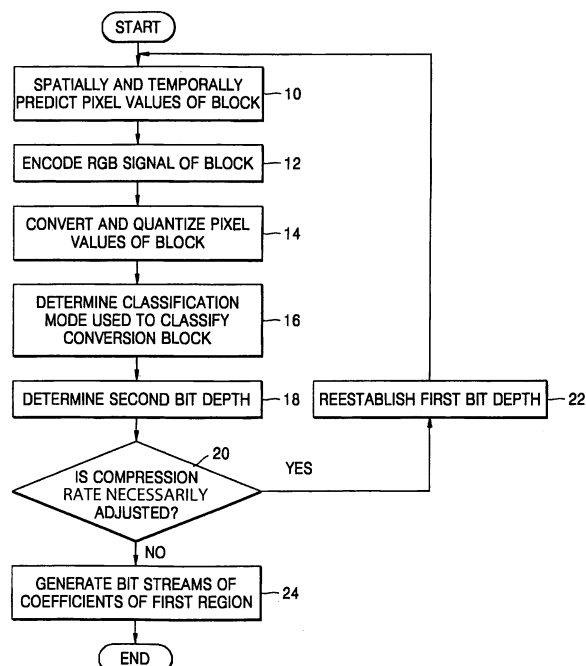 START
SPATIALLY AND TEMPORALLY
PREDICT PIXEL VALUES OF BLOCK
10
ENCODE RGB SIGNAL OF BLOCK
12
CONVERT AND QUANTIZE PIXEL
VALUES OF BLOCK
14
DETERMINE CLASSIFICATION
MODE USED TO CLASSIFY
CONVERSION BLOCK
16
DETERMINE SECOND BIT DEPTH
18
REESTABLISH FIRST BIT DEPTH
22
20
IS COMPRESSION
RATE NECESSARILY
ADJUSTED?
YES
NO
GENERATE BIT STREAMS OF
COEFFICIENTS OF FIRST REGION
24
END